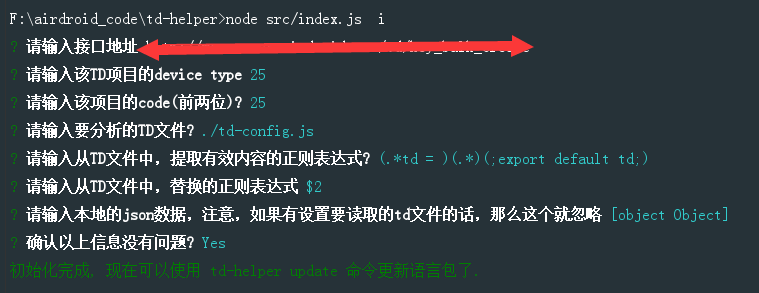 F:\airdroid_code\td-helper>node src/index.js  i
? 请输入接口地址
? 请输入该TD项目的device type 25
? 请输入该项目的code(前两位)? 25
? 请输入要分析的TD文件? ./td-config.js
? 请输入从TD文件中，提取有效内容的正则表达式? (.*td = )(.*)(;export default td;)
? 请输入从TD文件中，替换的正则表达式 $2
? 请输入本地的json数据，注意，如果有设置要读取的td文件的话，那么这个就忽略 [object Object]
? 确认以上信息没有问题? Yes
初始化完成, 现在可以使用 td-helper update 命令更新语言包了.